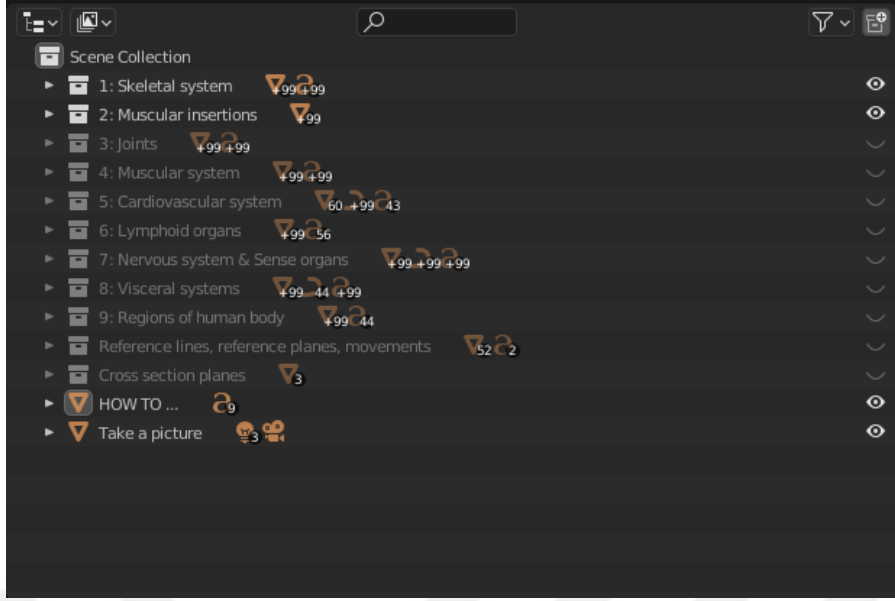 Scene Collection
1: Skeletal system +99 +99
2: Muscular insertions +99
3: Joints +99 +99
4: Muscular system +99 +99
5: Cardiovascular system 60 +99 43
6: Lymphoid organs +99 56
7: Nervous system & Sense organs +99 +99 +99
8: Visceral systems +99 44 +99
9: Regions of human body +99 44
Reference lines, reference planes, movements 52 2
Cross section planes 3
HOW TO ... 9
Take a picture 3